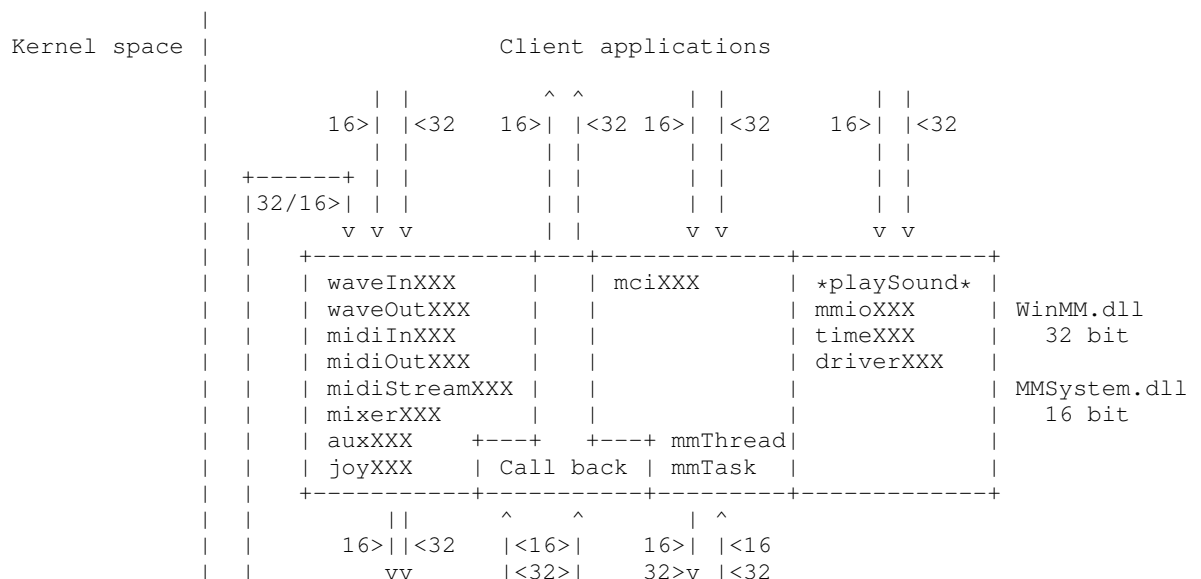 |
 Kernel space     |                         Client applications
                  |
                  |              | |            ^ ^         | |             | |
                  |          16>| |<32    16>| |<32 16>| |<32      16>| |<32
                  |              | |            | |         | |             | |
                  |   +------+ | |            | |         | |             | |
                  |   |32/16>| | |            | |         | |             | |
                  |   |        v v v            | |         v v             v v
                  |   |    +---------------+---+-------------+-------------+
                  |   |    | waveInXXX     |   | mciXXX      | *playSound* |
                  |   |    | waveOutXXX    |   |             | mmioXXX     | WinMM.dll
                  |   |    | midiInXXX     |   |             | timeXXX     |   32 bit
                  |   |    | midiOutXXX    |   |             | driverXXX   |
                  |   |    | midiStreamXXX |   |             |             | MMSystem.dll
                  |   |    | mixerXXX      |   |             |             |   16 bit
                  |   |    | auxXXX    +---+   +---+ mmThread|             |
                  |   |    | joyXXX    | Call back | mmTask  |             |
                  |   |    +-----------+-----------+---------+-------------+
                  |   |          ||      ^    ^        | ^
                  |   |       16>||<32   |<16>|     16>| |<16
                  |   |          vv      |<32>|     32>v |<32